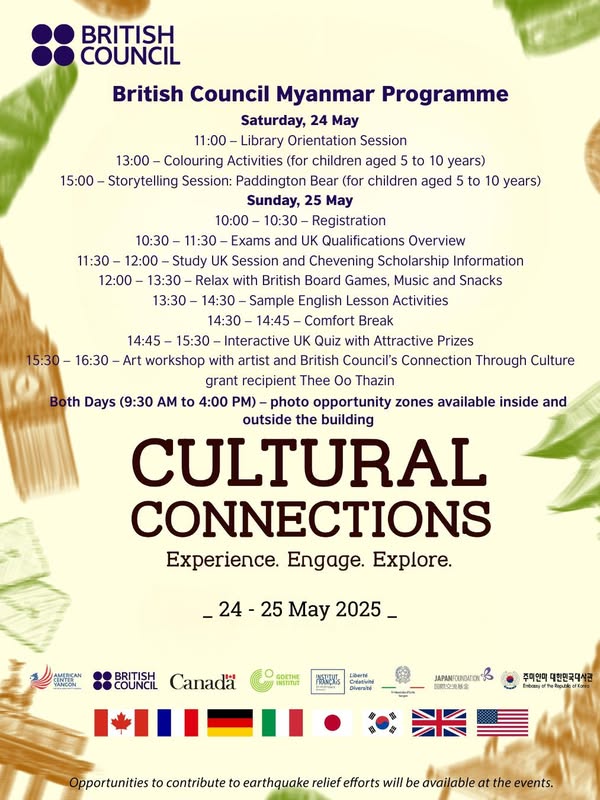 BRITISH
COUNCIL
British Council Myanmar Programme
Saturday, 24 May
11:00 – Library Orientation Session
13:00 – Colouring Activities (for children aged 5 to 10 years)
15:00 – Storytelling Session: Paddington Bear (for children aged 5 to 10 years)
Sunday, 25 May
10:00 – 10:30 – Registration
10:30 – 11:30 – Exams and UK Qualifications Overview
11:30 – 12:00 – Study UK Session and Chevening Scholarship Information
12:00 – 13:30 – Relax with British Board Games, Music and Snacks
13:30 – 14:30 – Sample English Lesson Activities
14:30 – 14:45 – Comfort Break
14:45 – 15:30 – Interactive UK Quiz with Attractive Prizes
15:30 – 16:30 – Art workshop with artist and British Council’s Connection Through Culture
grant recipient Thee Oo Thazin
Both Days (9:30 AM to 4:00 PM) – photo opportunity zones available inside and
outside the building
CULTURAL
CONNECTIONS
Experience. Engage. Explore.
_ 24 - 25 May 2025 _
AMERICAN
CENTER
YANGON
BRITISH
COUNCIL
Canada
GOETHE
INSTITUT
INSTITUT
FRANÇAIS
Liberté
Créativité
Diversité
JAPANFOUNDATION
国際交流基金
주미얀마 대한민국대사관
Embassy of the Republic of Korea
Opportunities to contribute to earthquake relief efforts will be available at the events.